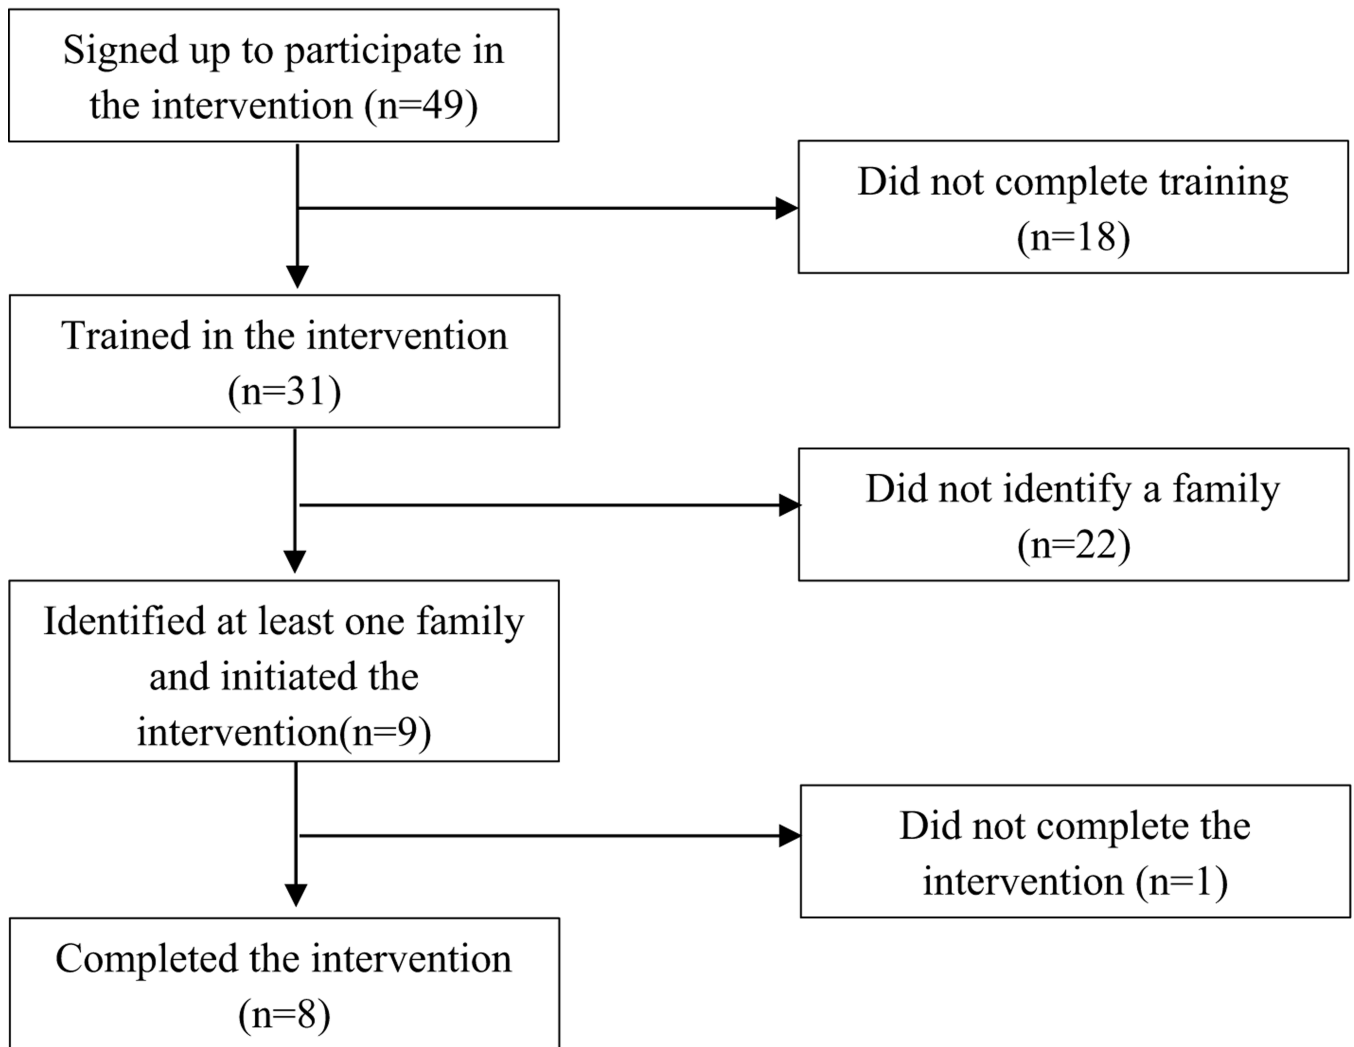 Signed up to participate in
the intervention (n=49)
Did not complete training
(n=18)
Trained in the intervention
(n=31)
Did not identify a family
(n=22)
Identified at least one family
and initiated the
intervention(n=9)
Did not complete the
intervention (n=1)
Completed the intervention
(n=8)